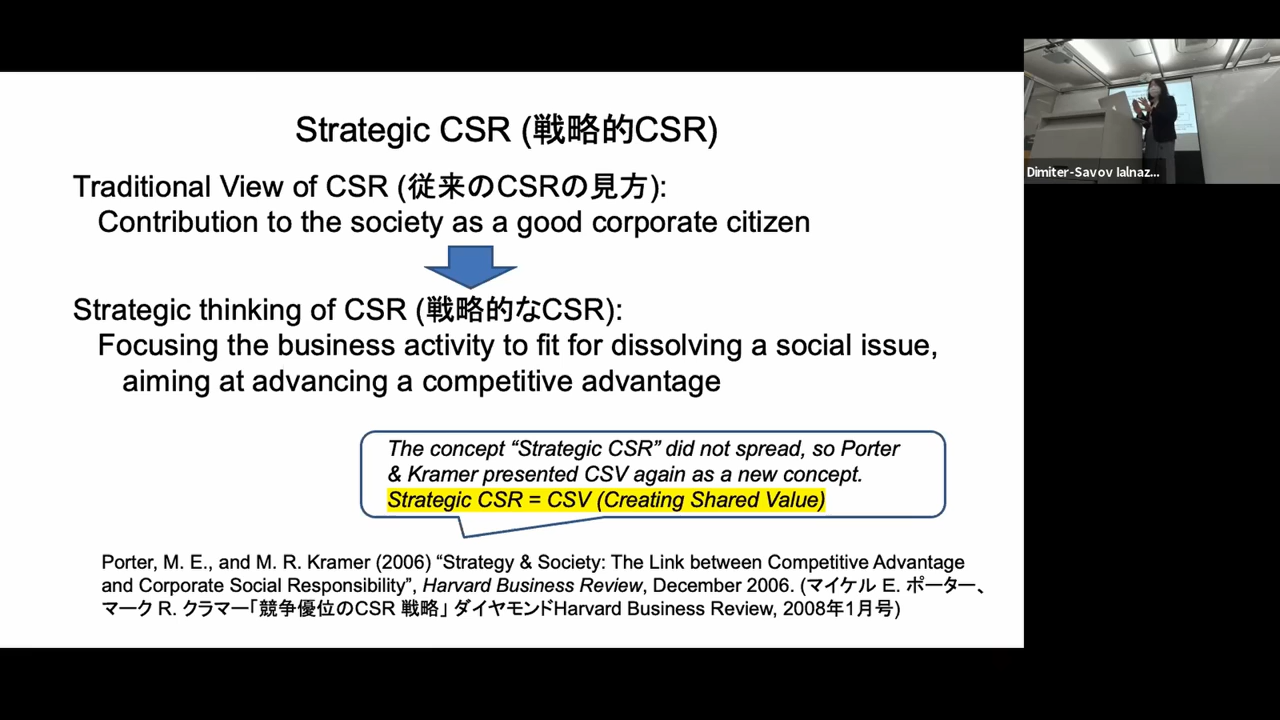 Strategic CSR (戦略的CSR)
Traditional View of CSR (従来のCSRの見方):
Contribution to the society as a good corporate citizen
Strategic thinking of CSR (戦略的なCSR):
Focusing the business activity to fit for dissolving a social issue,
aiming at advancing a competitive advantage
The concept “Strategic CSR” did not spread, so Porter
& Kramer presented CSV again as a new concept.
Strategic CSR = CSV (Creating Shared Value)
Porter, M. E., and M. R. Kramer (2006) “Strategy & Society: The Link between Competitive Advantage
and Corporate Social Responsibility”, Harvard Business Review, December 2006. (マイケル E. ポーター、
マーク R. クラマー「競争優位のCSR 戦略」 ダイヤモンドHarvard Business Review, 2008年1月号)
Dimiter-Savov Ialnaz...